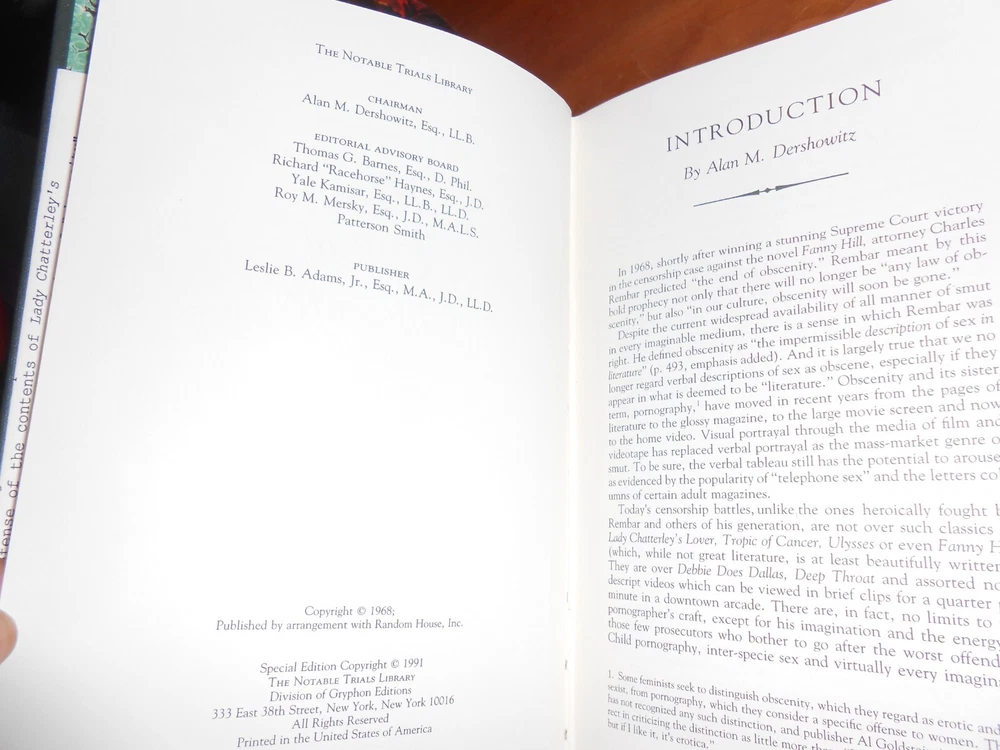 tense of the contents of Lady Chatterley's
THE NOTABLE TRIALS LIBRARY
CHAIRMAN
Alan M. Dershowitz, Esq., LL.B.
EDITORIAL ADVISORY BOARD
Thomas G. Barnes, Esq., D. Phil.
Richard "Racehorse" Haynes, Esq., J.D.
Yale Kamisar, Esq., LL.B., LL.D.
Roy M. Mersky, Esq., J.D., M.A.L.S.
Patterson Smith
PUBLISHER
Leslie B. Adams, Jr., Esq., M.A., J.D., LL.D.
Copyright © 1968;
Published by arrangement with Random House, Inc.
Special Edition Copyright © 1991
THE NOTABLE TRIALS LIBRARY
Division of Gryphon Editions
333 East 38th Street, New York, New York 10016
All Rights Reserved
Printed in the United States of America
INTRODUCTION
By Alan M. Dershowitz
In 1968, shortly after winning a stunning Supreme Court victory
in the censorship case against the novel Fanny Hill, attorney Charles
Rembar predicted "the end of obscenity." Rembar meant by this
bold prophecy not only that there will no longer be "any law of ob-
scenity," but also "in our culture, obscenity will soon be gone."
Despite the current widespread availability of all manner of smut
in every imaginable medium, there is a sense in which Rembar was
right. He defined obscenity as "the impermissible description of sex in
literature" (p. 493, emphasis added). And it is largely true that we no
longer regard verbal descriptions of sex as obscene, especially if they
appear in what is deemed to be "literature." Obscenity and its sister
term, pornography,¹ have moved in recent years from the pages of
literature to the glossy magazine, to the large movie screen and now
to the home video. Visual portrayal through the media of film and
videotape has replaced verbal portrayal as the mass-market genre o
smut. To be sure, the verbal tableau still has the potential to arouse
as evidenced by the popularity of "telephone sex" and the letters col
umns of certain adult magazines.
Today's censorship battles, unlike the ones heroically fought b
Rembar and others of his generation, are not over such classics
Lady Chatterley's Lover, Tropic of Cancer, Ulysses or even Fanny H
(which, while not great literature, is at least beautifully written
They are over Debbie Does Dallas, Deep Throat and assorted no
descript videos which can be viewed in brief clips for a quarter
minute in a downtown arcade. There are, in fact, no limits to
pornographer's craft, except for his imagination and the energy
those few prosecutors who bother to go after the worst offend
Child pornography, inter-specie sex and virtually every imagin
1. Some feminists seek to distinguish obscenity, which they regard as erotic and
sexist, from pornography, which they consider a specific offense to women. Th
has not recognized any such distinction, and publisher Al Goldstei
rect in criticizing the distinction as little more tha
but if I like it, it's erotica."